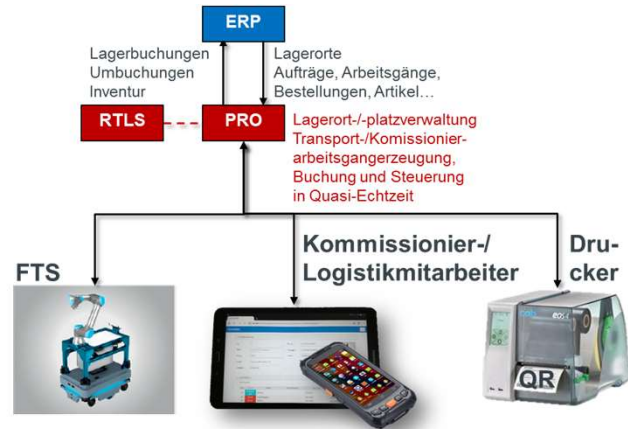 ERP
Lagerbuchungen
Umbuchungen
Inventur
Lagerorte
Aufträge, Arbeitsgänge,
Bestellungen, Artikel…
RTLS
PRO
Lagerort-/-platzverwaltung
Transport-/Komissionier-
arbeitsgangerzeugung,
Buchung und Steuerung
in Quasi-Echtzeit
FTS
Kommissionier-/
Logistikmitarbeiter
Dru-
cker
QR